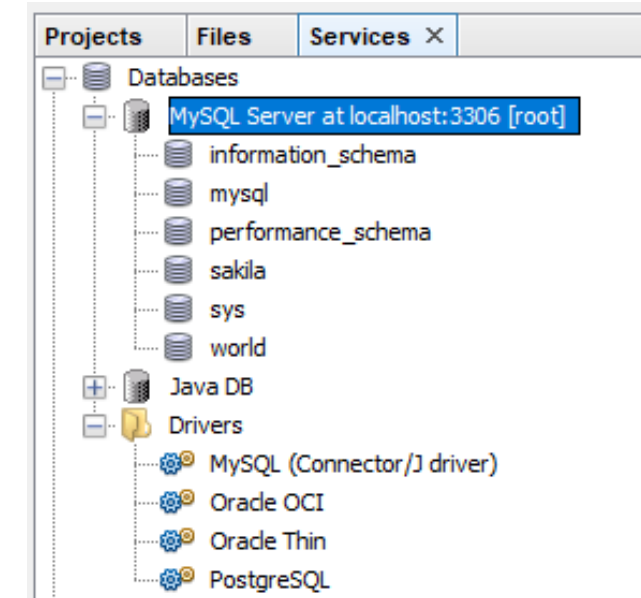 Projects Files Services ×
Databases
MySQL Server at localhost:3306 [root]
information_schema
mysql
performance_schema
sakila
sys
world
Java DB
Drivers
MySQL (Connector/J driver)
Oracle OCI
Oracle Thin
PostgreSQL